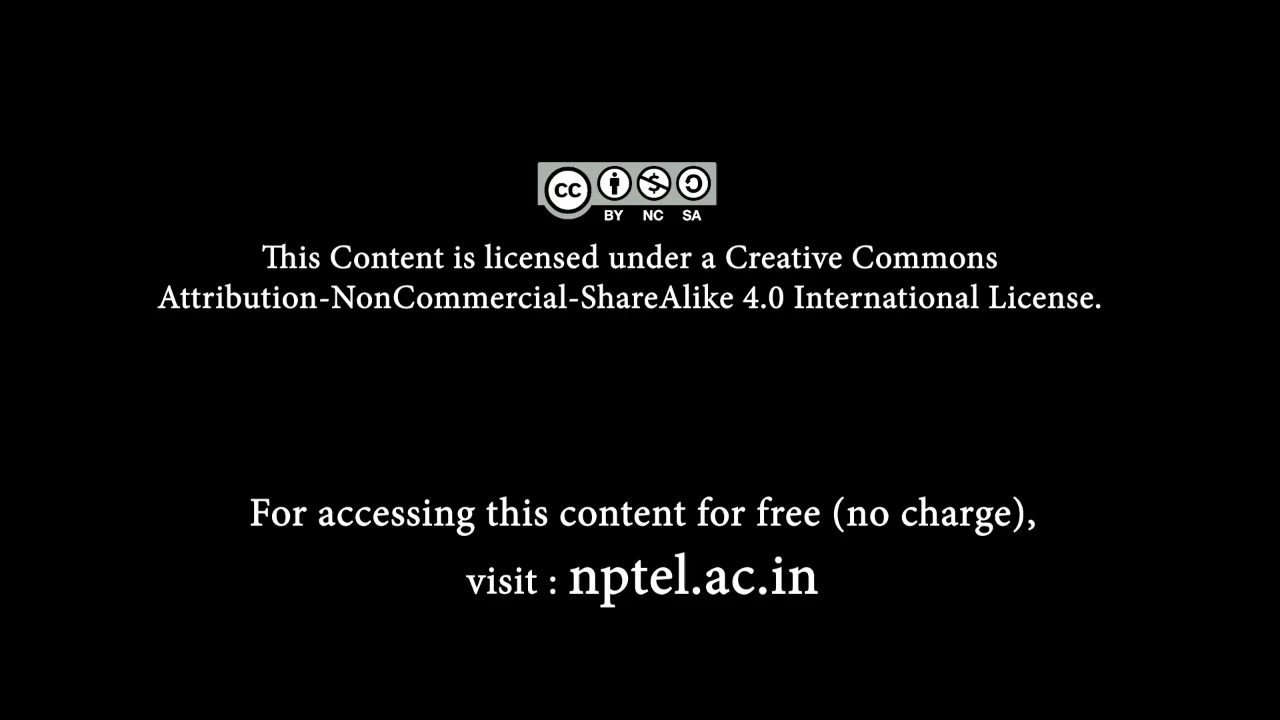 cc
BY NC SA
This Content is licensed under a Creative Commons
Attribution-NonCommercial-ShareAlike 4.0 International License.
For accessing this content for free (no charge),
visit : nptel.ac.in